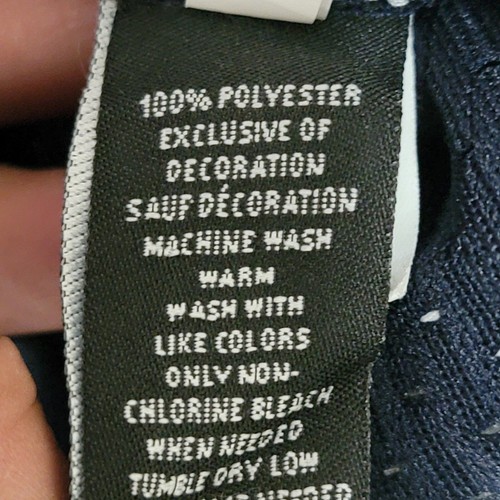 100% POLYESTER
EXCLUSIVE OF
DECORATION
SAUF DÉCORATION
MACHINE WASH
WARM
WASH WITH
LIKE COLORS
ONLY NON-
CHLORINE BLEACH
WHEN NEEDED
TUMBLE DRY LOW
NEEDED